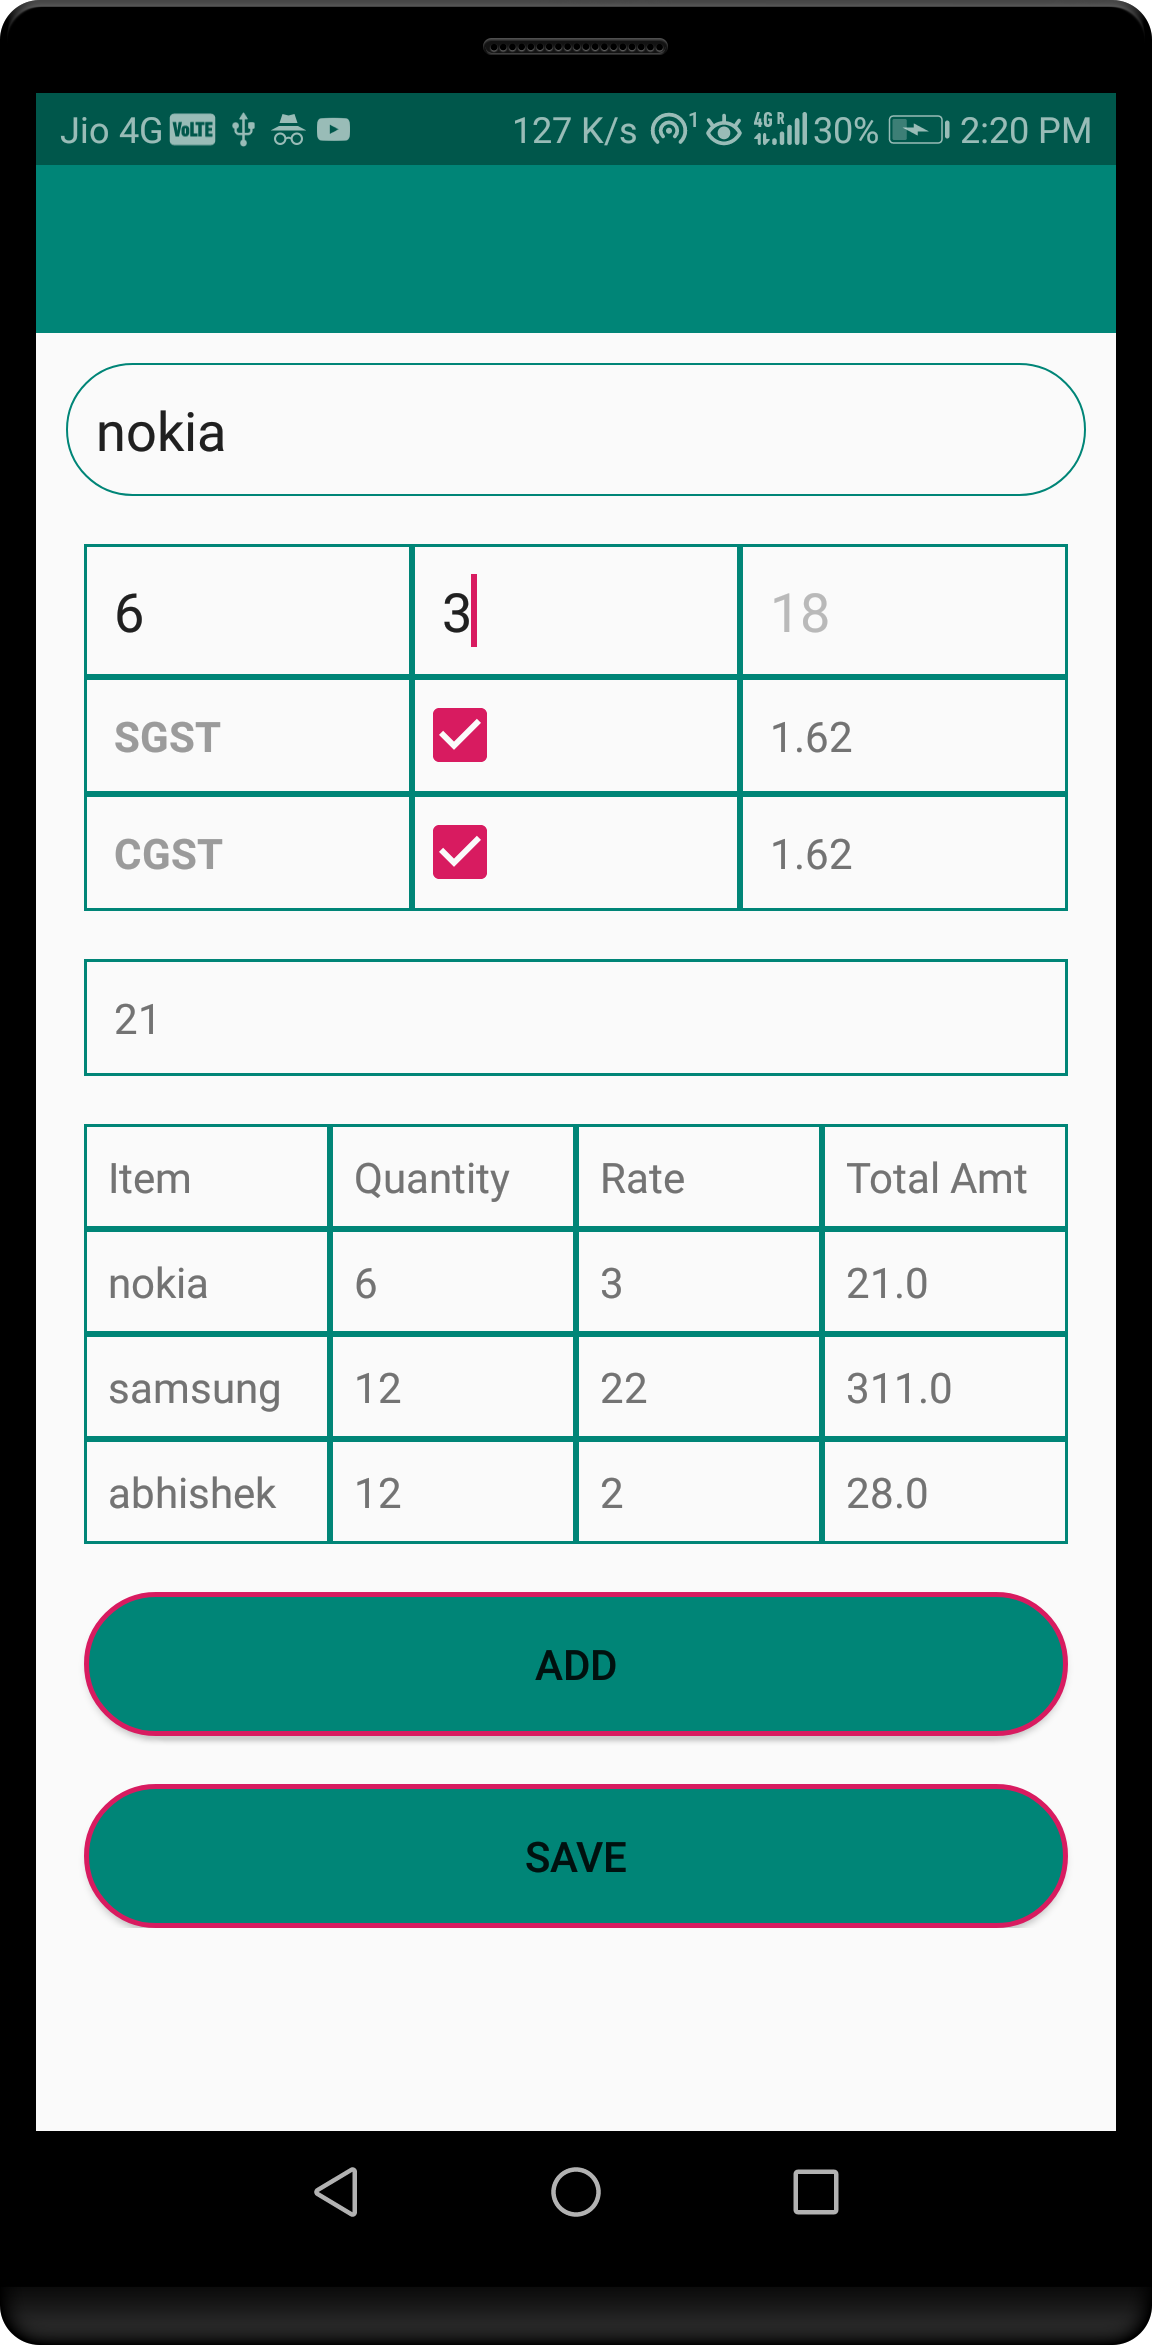 Jio 4G VoLTE 127 K/s 1 4G R 30% 2:20 PM
nokia
6 3 18
SGST 1.62
CGST 1.62
21
Item Quantity Rate Total Amt
nokia 6 3 21.0
samsung 12 22 311.0
abhishek 12 2 28.0
ADD
SAVE